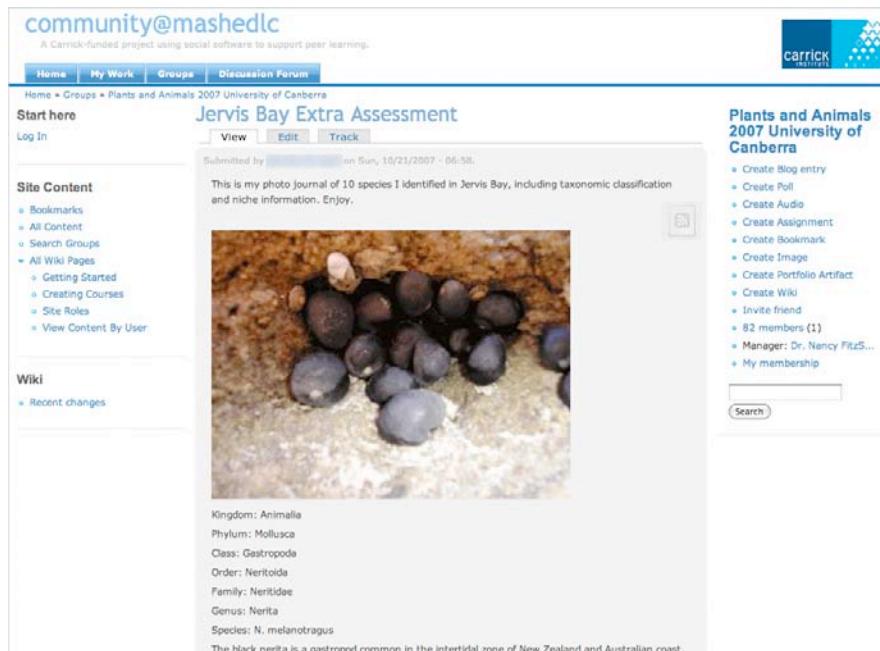 community@mashedlc
A Carrick-funded project using social software to support peer learning.
carrick
INSTITUTE
Home My Work Groups Discussion Forum
Home » Groups » Plants and Animals 2007 University of Canberra
Start here
Log In
Site Content
Bookmarks
All Content
Search Groups
All Wiki Pages
Getting Started
Creating Courses
Site Roles
View Content By User
Wiki
Recent changes
Jervis Bay Extra Assessment
View Edit Track
Submitted by on Sun, 10/21/2007 - 06:58.
This is my photo journal of 10 species I identified in Jervis Bay, including taxonomic classification
and niche information. Enjoy.
Kingdom: Animalia
Phylum: Mollusca
Class: Gastropoda
Order: Neritoida
Family: Neritidae
Genus: Nerita
Species: N. melanotragus
The black nerita is a gastropod common in the intertidal zone of New Zealand and Australian coast.
Plants and Animals
2007 University of
Canberra
Create Blog entry
Create Poll
Create Audio
Create Assignment
Create Bookmark
Create Image
Create Portfolio Artifact
Create Wiki
Invite friend
82 members (1)
Manager: Dr. Nancy FitzS...
My membership
Search